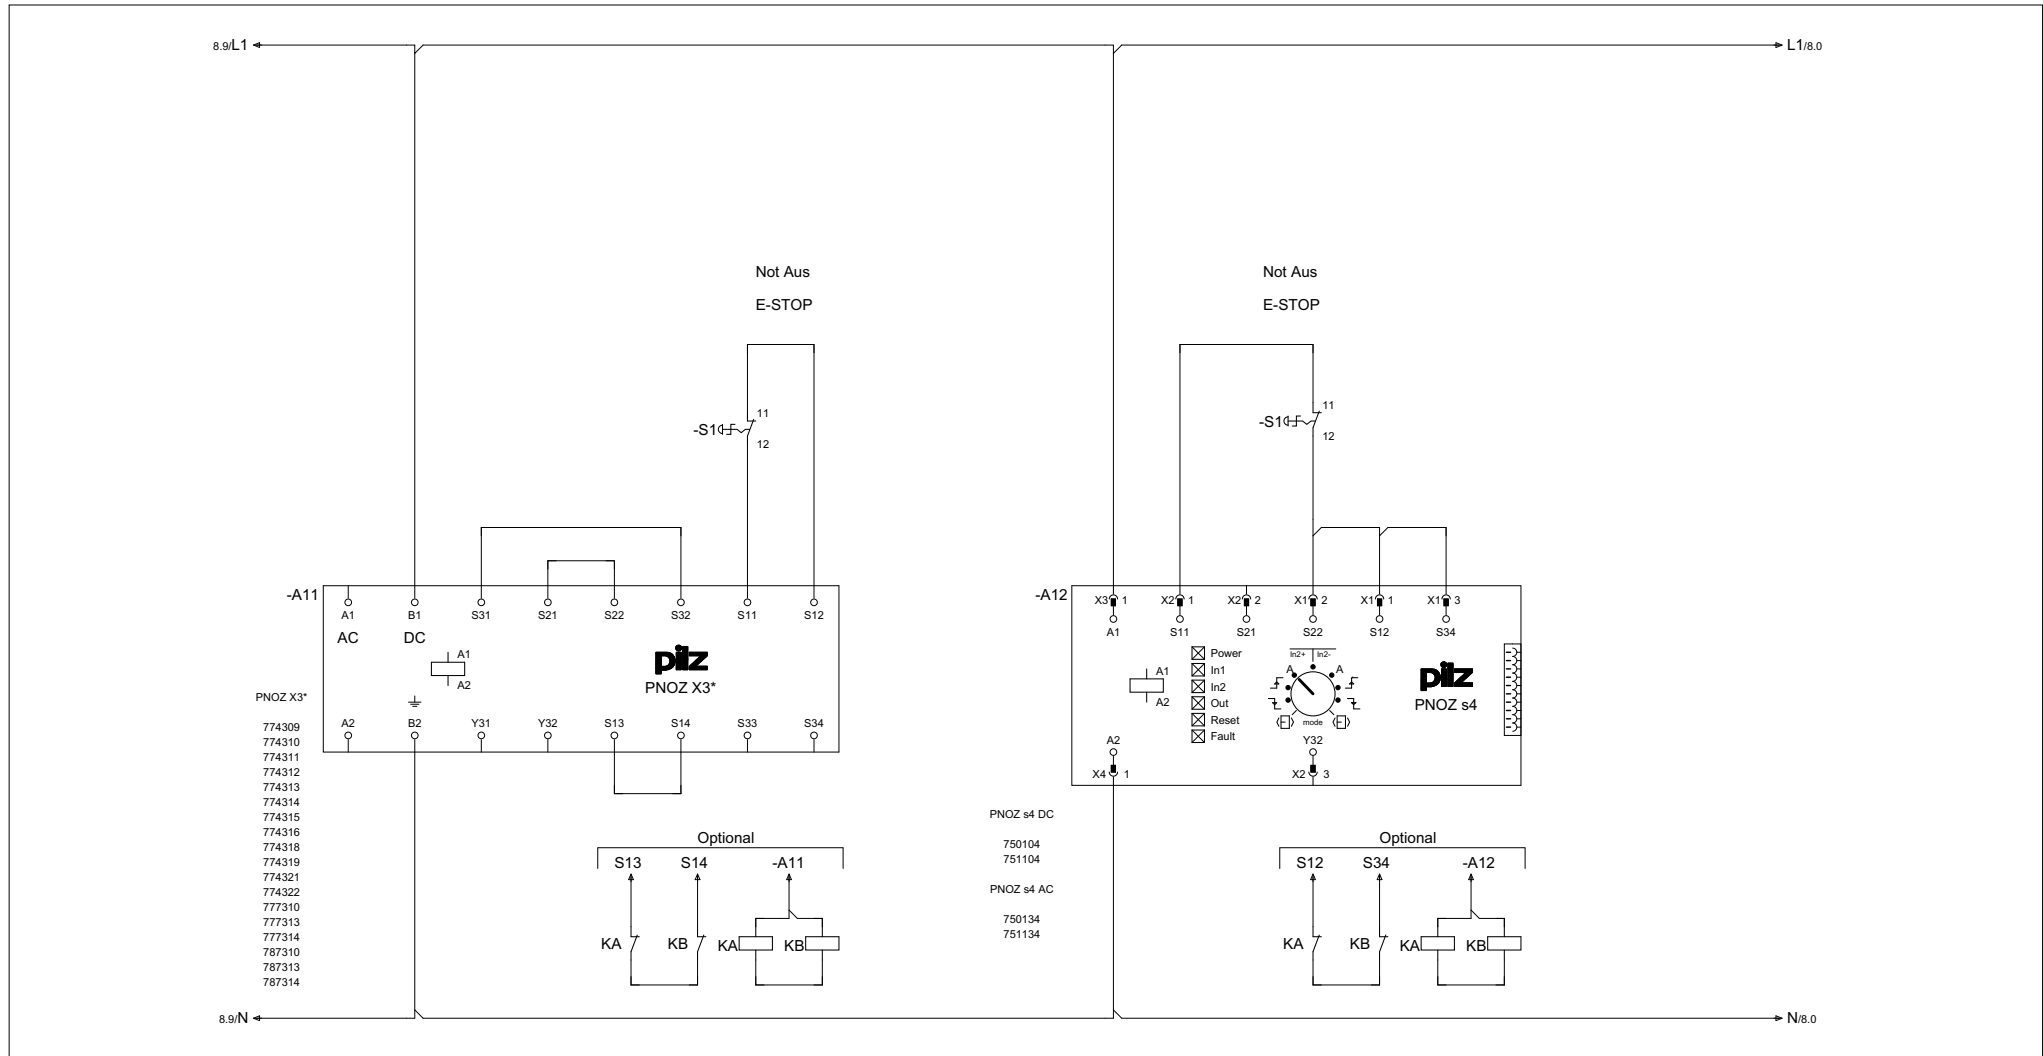 8.9/L1
L1/8.0
Not Aus
E-STOP
Not Aus
E-STOP
-S1
11
12
-S1
11
12
-A11
A1 B1 S31 S21 S22 S32 S11 S12
AC DC
A1
A2
pilz
PNOZ X3*
A2 B2 Y31 Y32 S13 S14 S33 S34
PNOZ X3*
774309
774310
774311
774312
774313
774314
774315
774316
774318
774319
774321
774322
777310
777313
777314
787310
787313
787314
Optional
S13 S14 -A11
KA KB KA KB
-A12
X3 1 X2 1 X2 2 X1 2 X1 1 X1 3
A1 S11 S21 S22 S12 S34
A1
A2
Power
In1
In2
Out
Reset
Fault
In2+ In2-
A A
mode
pilz
PNOZ s4
A2 Y32
X4 1 X2 3
PNOZ s4 DC
750104
751104
PNOZ s4 AC
750134
751134
Optional
S12 S34 -A12
KA KB KA KB
8.9/N
N/8.0